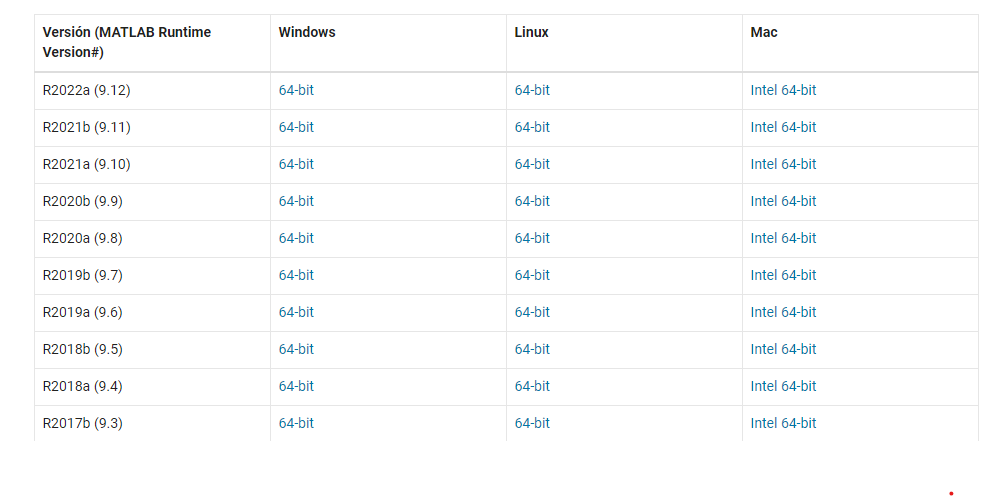 Versión (MATLAB Runtime Version#) Windows Linux Mac
R2022a (9.12) 64-bit 64-bit Intel 64-bit
R2021b (9.11) 64-bit 64-bit Intel 64-bit
R2021a (9.10) 64-bit 64-bit Intel 64-bit
R2020b (9.9) 64-bit 64-bit Intel 64-bit
R2020a (9.8) 64-bit 64-bit Intel 64-bit
R2019b (9.7) 64-bit 64-bit Intel 64-bit
R2019a (9.6) 64-bit 64-bit Intel 64-bit
R2018b (9.5) 64-bit 64-bit Intel 64-bit
R2018a (9.4) 64-bit 64-bit Intel 64-bit
R2017b (9.3) 64-bit 64-bit Intel 64-bit